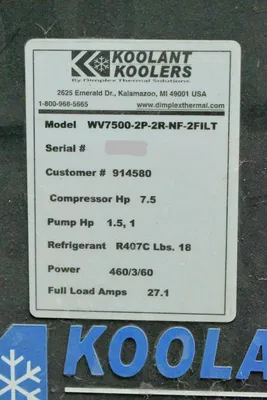 KOOLANT
KOOLERS
By Dimplex Thermal Solutions
2625 Emerald Dr., Kalamazoo, MI 49001 USA
1-800-968-5665 www.dimplexthermal.com
Model WV7500-2P-2R-NF-2FILT
Serial #
Customer # 914580
Compressor Hp 7.5
Pump Hp 1.5, 1
Refrigerant R407C Lbs. 18
Power 460/3/60
Full Load Amps 27.1
KOOLA